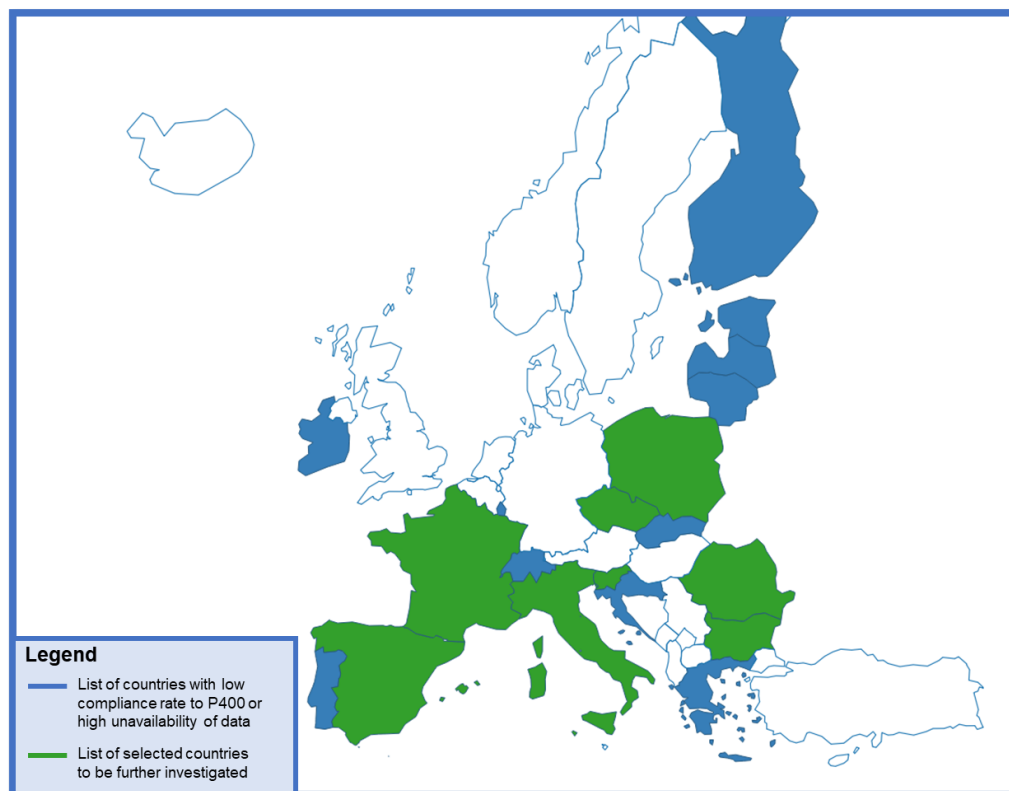 Legend
List of countries with low
compliance rate to P400 or
high unavailability of data
List of selected countries
to be further investigated